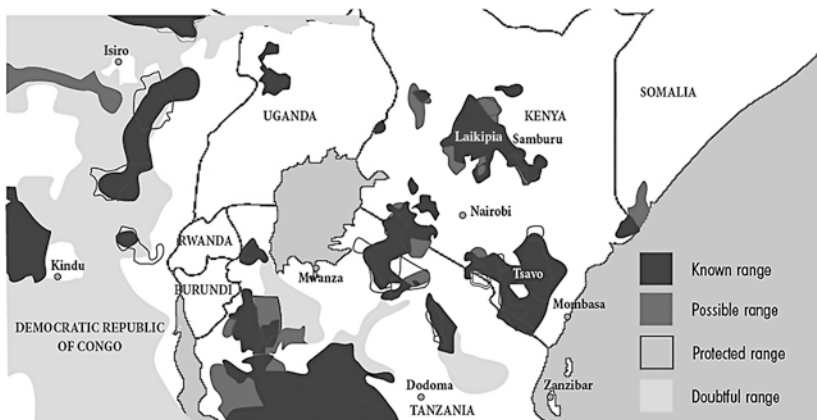 Isiro
UGANDA
KENYA
SOMALIA
Laikipia
Samburu
Nairobi
RWANDA
Kindu
Mwanza
Tsavo
BURUNDI
Mombasa
DEMOCRATIC REPUBLIC
OF CONGO
Dodoma
Zanzibar
TANZANIA
Known range
Possible range
Protected range
Doubtful range